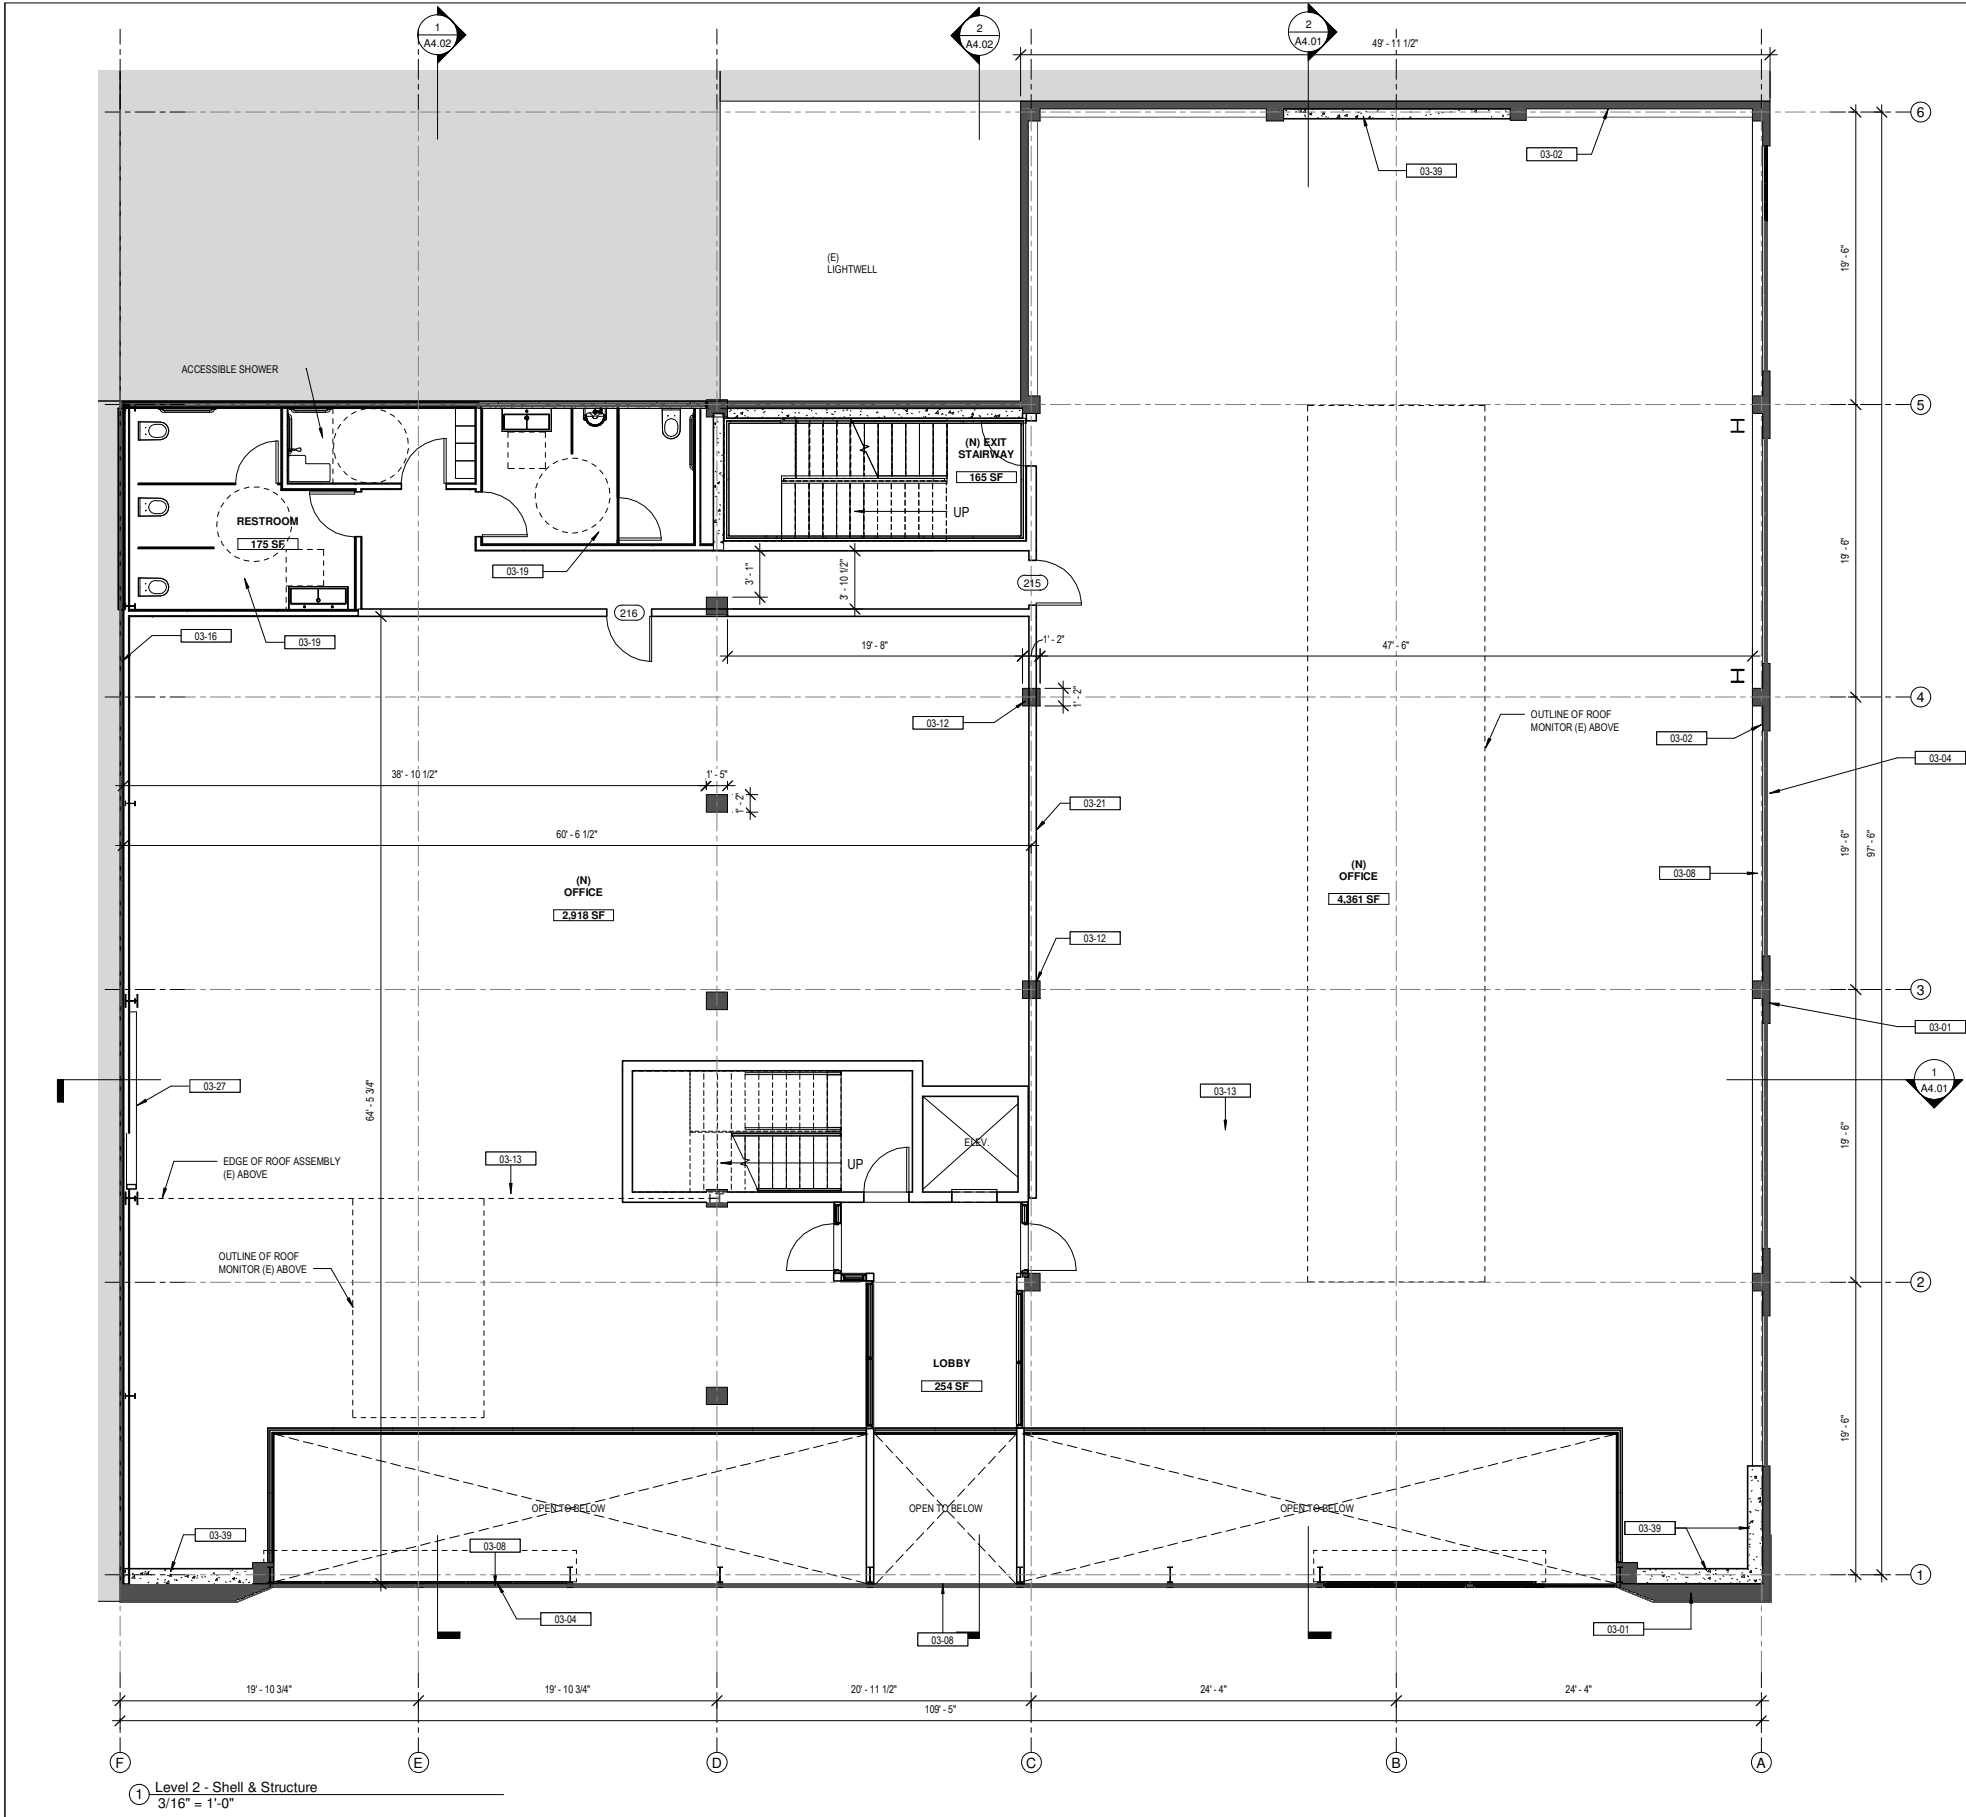 1
A4.02
2
A4.02
2
A4.01
49' - 11 1/2"
6
03-02
03-39
(E)
LIGHTWELL
19' - 6"
ACCESSIBLE SHOWER
5
(N) EXIT
STAIRWAY
165 SF
UP
RESTROOM
175 SF
03-19
3' - 1"
3' - 10 1/2"
215
19' - 6"
216
03-16
03-19
19' - 8"
1' - 2"
47' - 6"
4
1' - 2"
03-12
OUTLINE OF ROOF
MONITOR (E) ABOVE
03-02
03-04
38' - 10 1/2"
1' - 5"
1' - 2"
03-21
60' - 6 1/2"
19' - 6"
97' - 6"
(N)
OFFICE
2,918 SF
(N)
OFFICE
4,361 SF
03-08
03-12
3
03-01
03-27
64' - 5 3/4"
03-13
1
A4.01
ELEV.
19' - 6"
EDGE OF ROOF ASSEMBLY
(E) ABOVE
03-13
UP
OUTLINE OF ROOF
MONITOR (E) ABOVE
2
LOBBY
254 SF
19' - 6"
OPEN TO BELOW
OPEN TO BELOW
OPEN TO BELOW
03-39
03-08
03-39
1
03-04
03-08
03-01
19' - 10 3/4"
19' - 10 3/4"
20' - 11 1/2"
24' - 4"
24' - 4"
109' - 5"
F
E
D
C
B
A
1
Level 2 - Shell & Structure
3/16" = 1'-0"